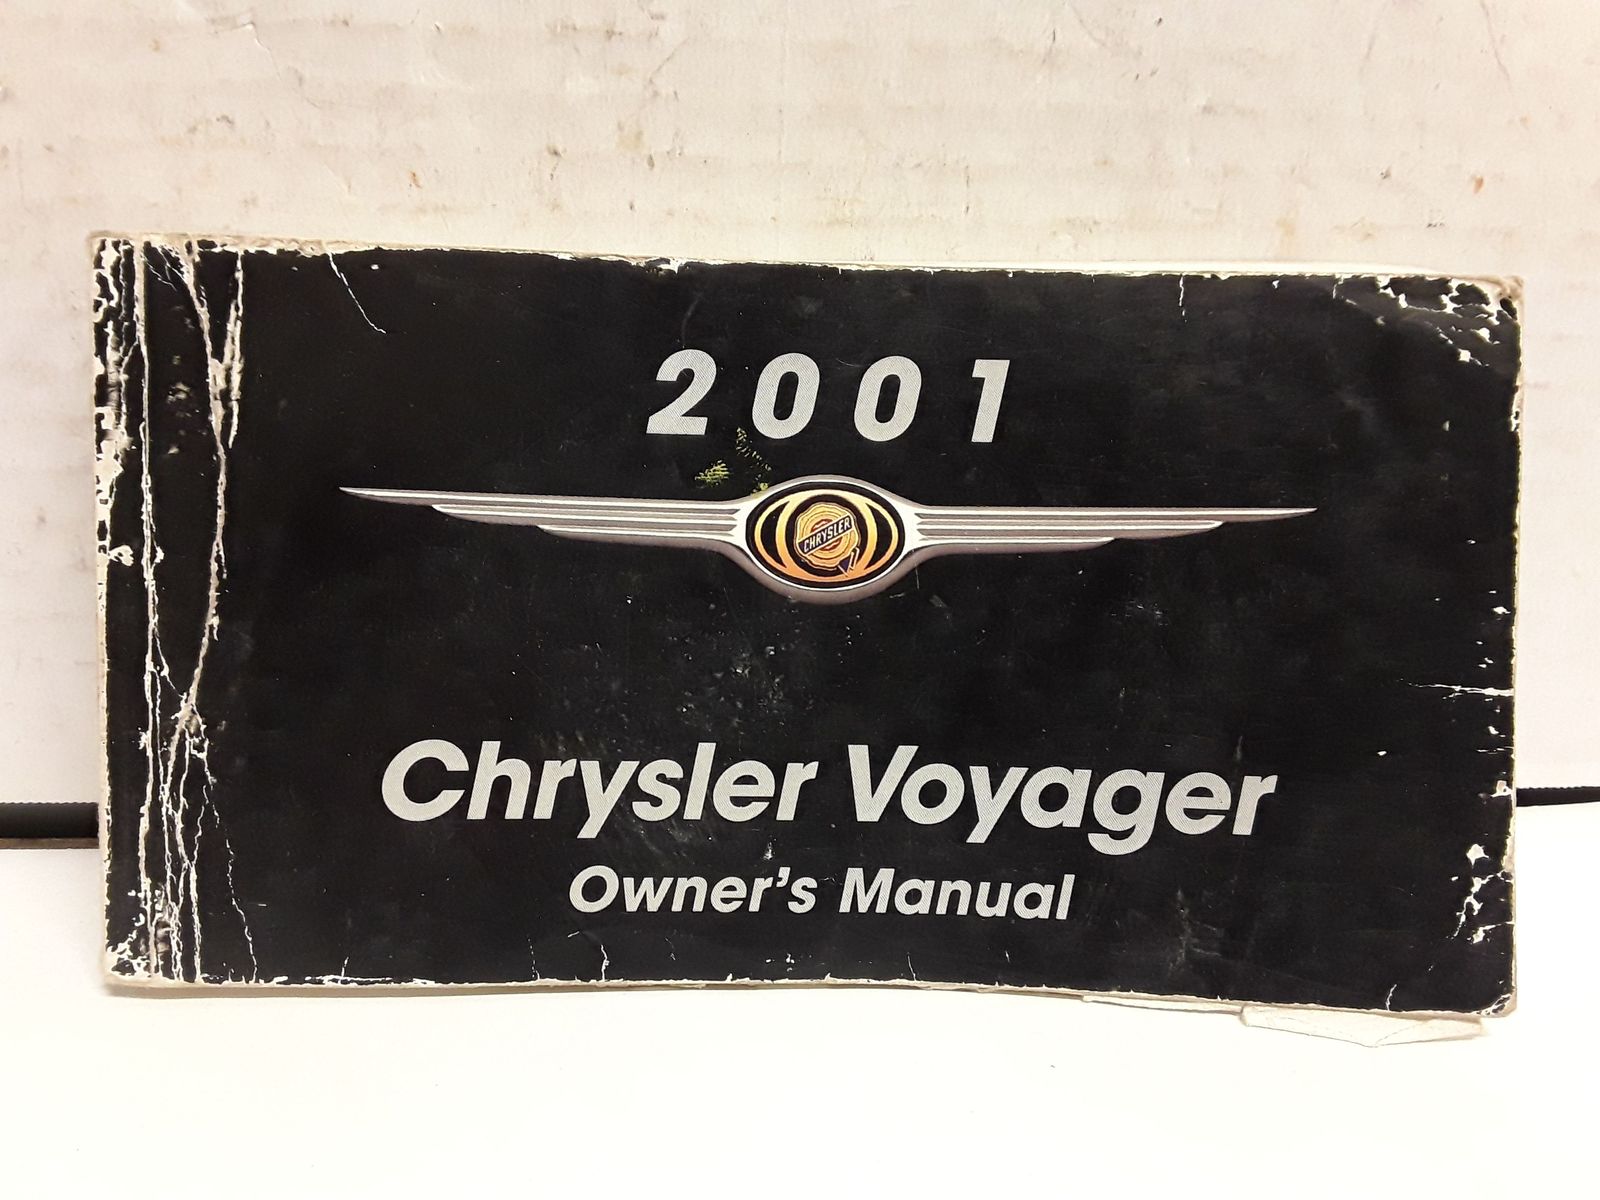 2001
CHRYSLER
Chrysler Voyager
Owner's Manual